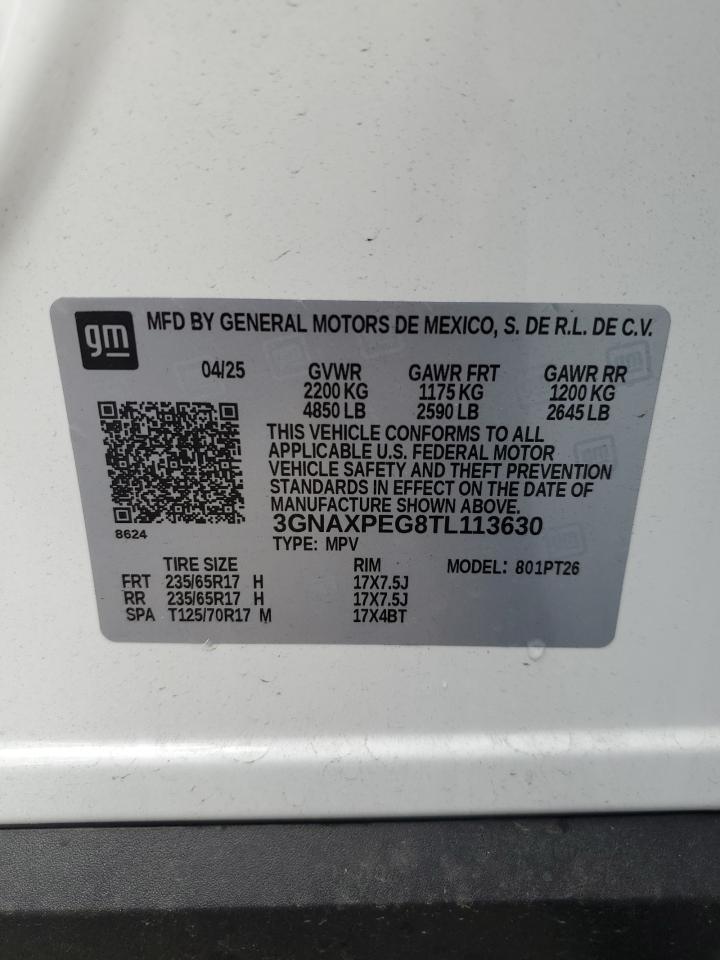 gm
MFD BY GENERAL MOTORS DE MEXICO, S. DE R.L. DE C.V.
04/25 GVWR GAWR FRT GAWR RR
2200 KG 1175 KG 1200 KG
4850 LB 2590 LB 2645 LB
THIS VEHICLE CONFORMS TO ALL
APPLICABLE U.S. FEDERAL MOTOR
VEHICLE SAFETY AND THEFT PREVENTION
STANDARDS IN EFFECT ON THE DATE OF
MANUFACTURE SHOWN ABOVE.
3GNAXPEG8TL113630
8624
TYPE: MPV
TIRE SIZE RIM MODEL: 801PT26
FRT 235/65R17 H 17X7.5J
RR 235/65R17 H 17X7.5J
SPA T125/70R17 M 17X4BT